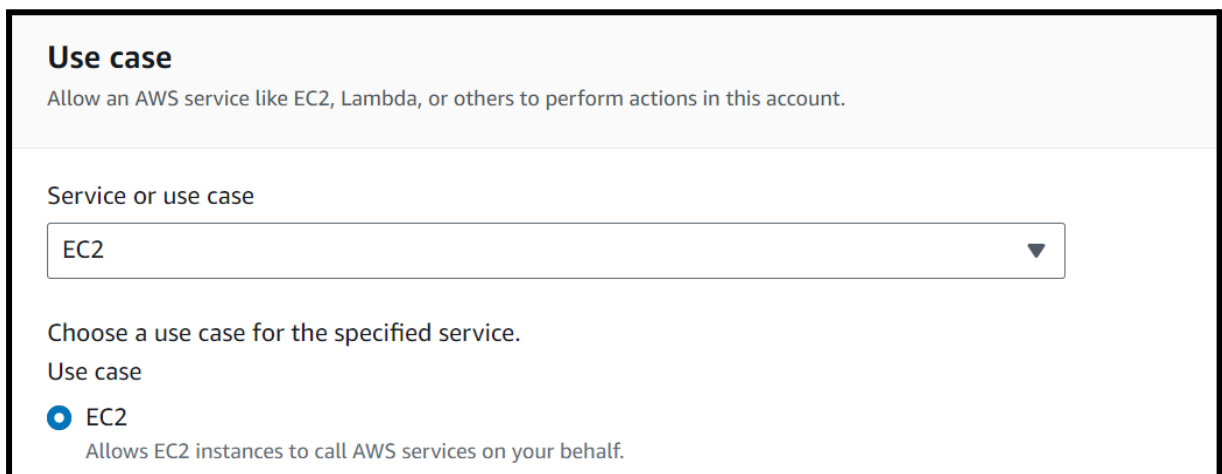 Use case
Allow an AWS service like EC2, Lambda, or others to perform actions in this account.
Service or use case
EC2
Choose a use case for the specified service.
Use case
EC2
Allows EC2 instances to call AWS services on your behalf.